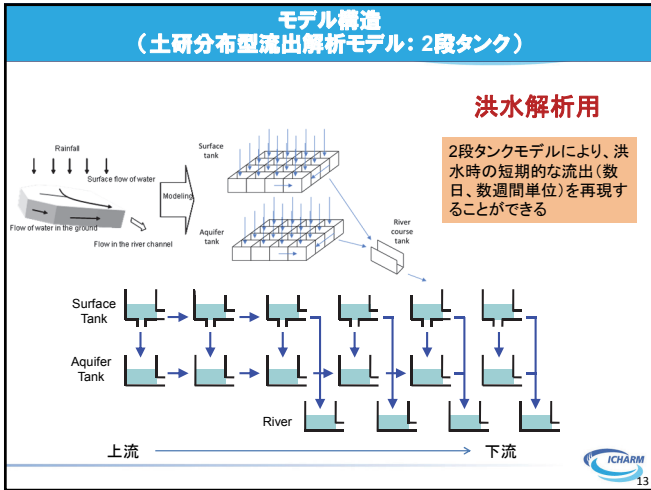 モデル構造
（土研分布型流出解析モデル：2段タンク）
洪水解析用
2段タンクモデルにより、洪
水時の短期的な流出(数
日、数週間単位)を再現す
ることができる
Rainfall
Surface flow of water
Flow of water in the ground
Flow in the river channel
Modeling
Surface
tank
Aquifer
tank
River
course
tank
Surface
Tank
Aquifer
Tank
River
上流
下流
ICHARM
13